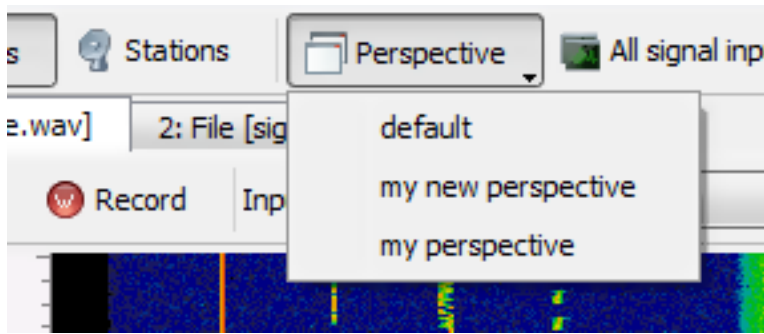 s Stations Perspective All signal inp
e.wav] 2: File [sig
default
my new perspective
Record Inp
my perspective